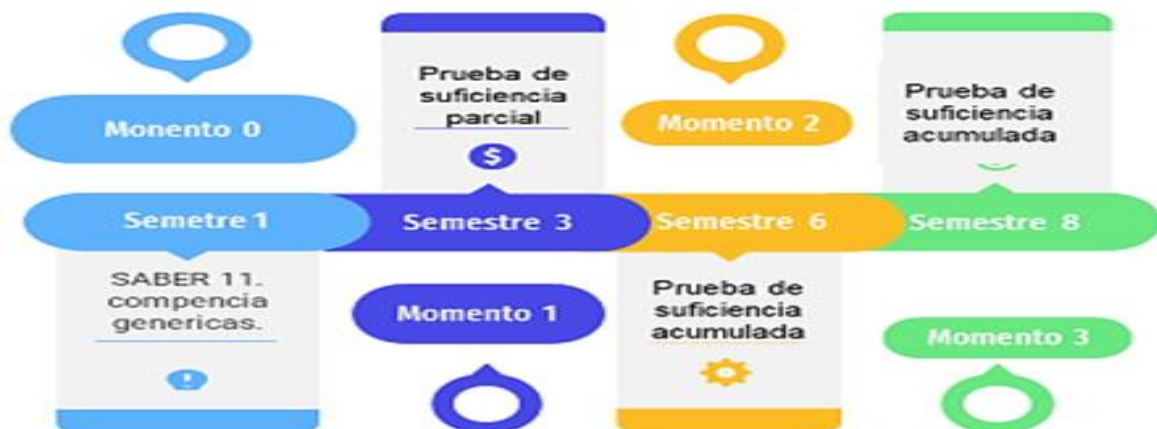 Monento 0
Semetre 1
SABER 11.
compencia
genericas.
Prueba de
suficiencia
parcial
$
Semestre 3
Momento 1
Momento 2
Semestre 6
Prueba de
suficiencia
acumulada
Prueba de
suficiencia
acumulada
Semestre 8
Momento 3